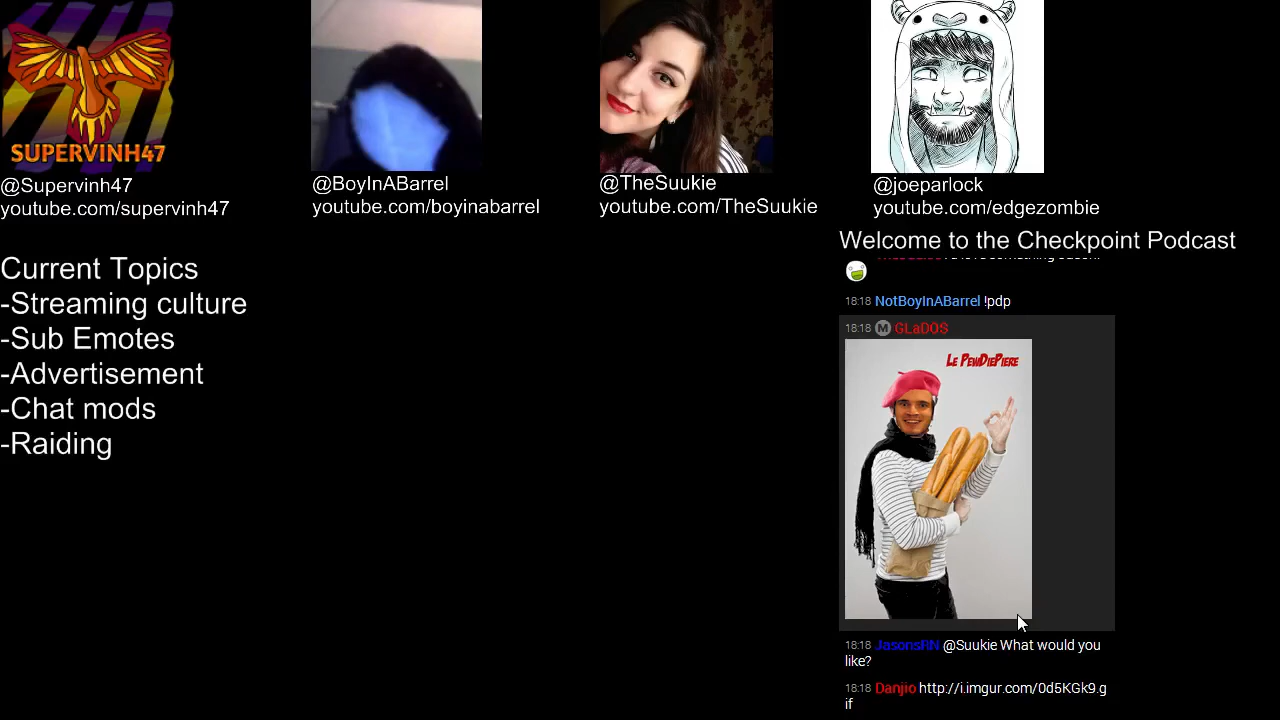 SUPERVINH47
@Supervinh47
youtube.com/supervinh47
@BoyInABarrel
youtube.com/boyinabarrel
@TheSuukie
youtube.com/TheSuukie
@joeparlock
youtube.com/edgezombie
Current Topics
-Streaming culture
-Sub Emotes
-Advertisement
-Chat mods
-Raiding
Welcome to the Checkpoint Podcast
18:18 NotBoyInABarrel !pdp
18:18 M GLaDOS
LE PEWDIEPIERE
18:18 JasonsRN @Suukie What would you
like?
18:18 Danjio http://i.imgur.com/0d5KGk9.g
if